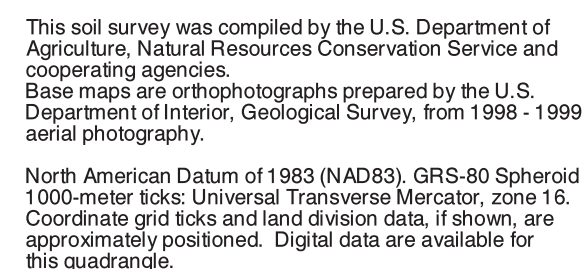 This soil survey was compiled by the U.S. Department of
Agriculture, Natural Resources Conservation Service and
cooperating agencies.
Base maps are orthophotographs prepared by the U.S.
Department of Interior, Geological Survey, from 1998 - 1999
aerial photography.
North American Datum of 1983 (NAD83). GRS-80 Spheroid
1000-meter ticks: Universal Transverse Mercator, zone 16.
Coordinate grid ticks and land division data, if shown, are
approximately positioned.  Digital data are available for
this quadrangle.